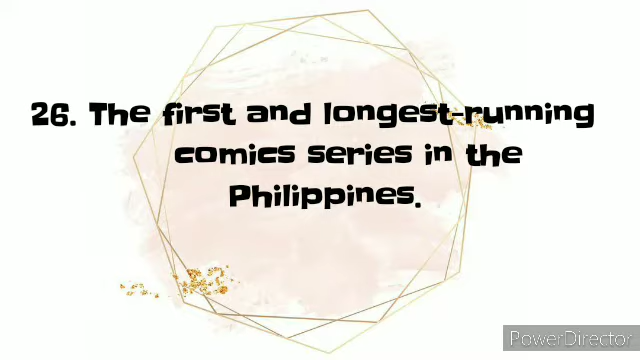 26. The first and longest-running
comics series in the
Philippines.
PowerDirector